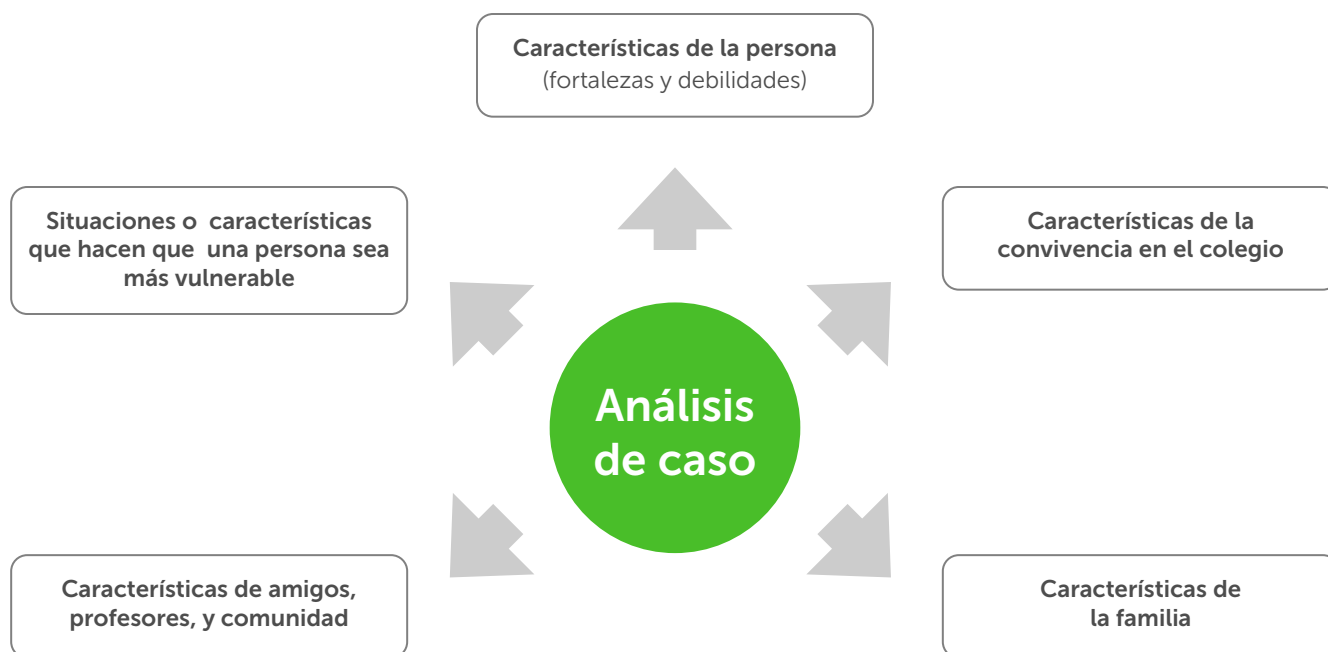 Características de la persona
(fortalezas y debilidades)
Situaciones o características
que hacen que una persona sea
más vulnerable
Características de la
convivencia en el colegio
Análisis
de caso
Características de amigos,
profesores, y comunidad
Características de
la familia